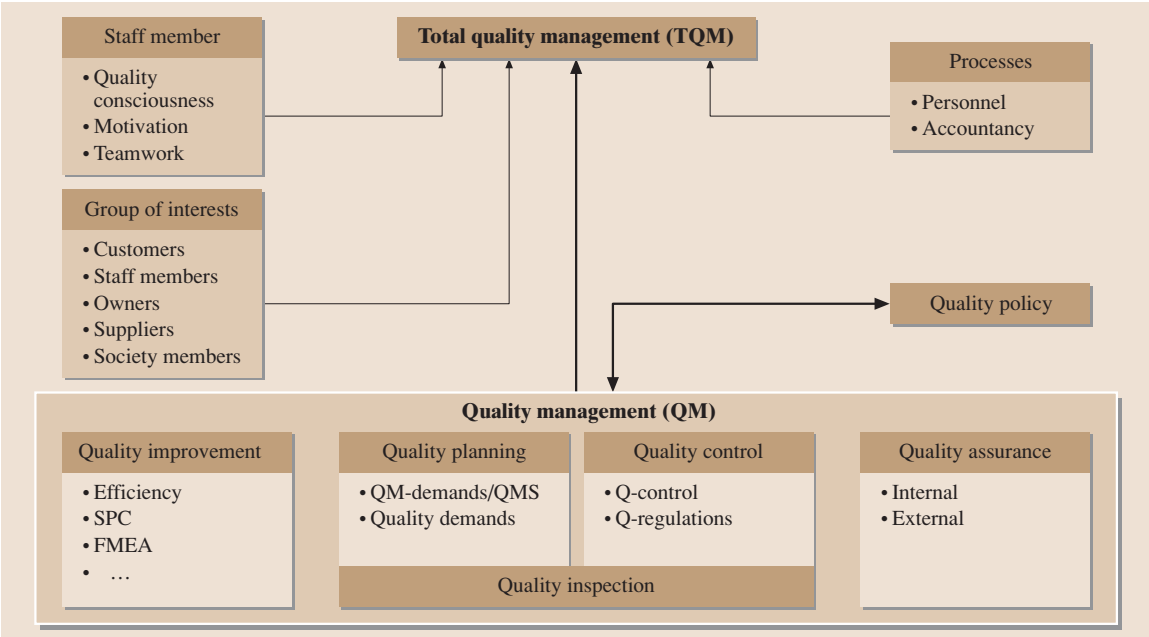 Total quality management (TQM)
Staff member
• Quality
consciousness
• Motivation
• Teamwork
Processes
• Personnel
• Accountancy
Group of interests
• Customers
• Staff members
• Owners
• Suppliers
• Society members
Quality policy
Quality management (QM)
Quality improvement
• Efficiency
• SPC
• FMEA
• …
Quality planning
• QM-demands/QMS
• Quality demands
Quality control
• Q-control
• Q-regulations
Quality inspection
Quality assurance
• Internal
• External